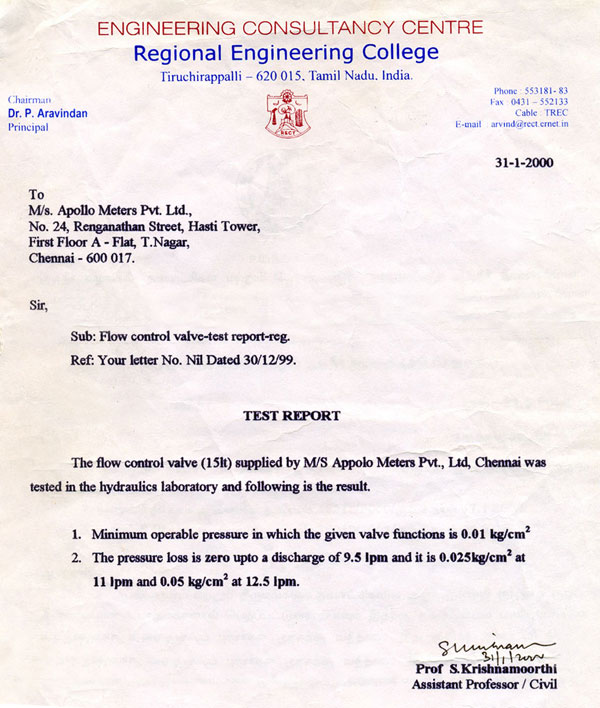 ENGINEERING CONSULTANCY CENTRE
Regional Engineering College
Tiruchirappalli – 620 015, Tamil Nadu, India.
Chairman
Dr. P. Aravindan
Principal
Phone : 553181- 83
Fax : 0431 – 552133
Cable : TREC
E-mail : arvind@rect.ernet.in
R E C T
31-1-2000
To
M/s. Apollo Meters Pvt. Ltd.,
No. 24, Renganathan Street, Hasti Tower,
First Floor A - Flat, T.Nagar,
Chennai - 600 017.
Sir,
Sub: Flow control valve-test report-reg.
Ref: Your letter No. Nil Dated 30/12/99.
TEST REPORT
The flow control valve (15lt) supplied by M/S Appolo Meters Pvt., Ltd, Chennai was
tested in the hydraulics laboratory and following is the result.
1. Minimum operable pressure in which the given valve functions is 0.01 kg/cm²
2. The pressure loss is zero upto a discharge of 9.5 lpm and it is 0.025kg/cm² at
11 lpm and 0.05 kg/cm² at 12.5 lpm.
31/1/2000
Prof S.Krishnamoorthi
Assistant Professor / Civil